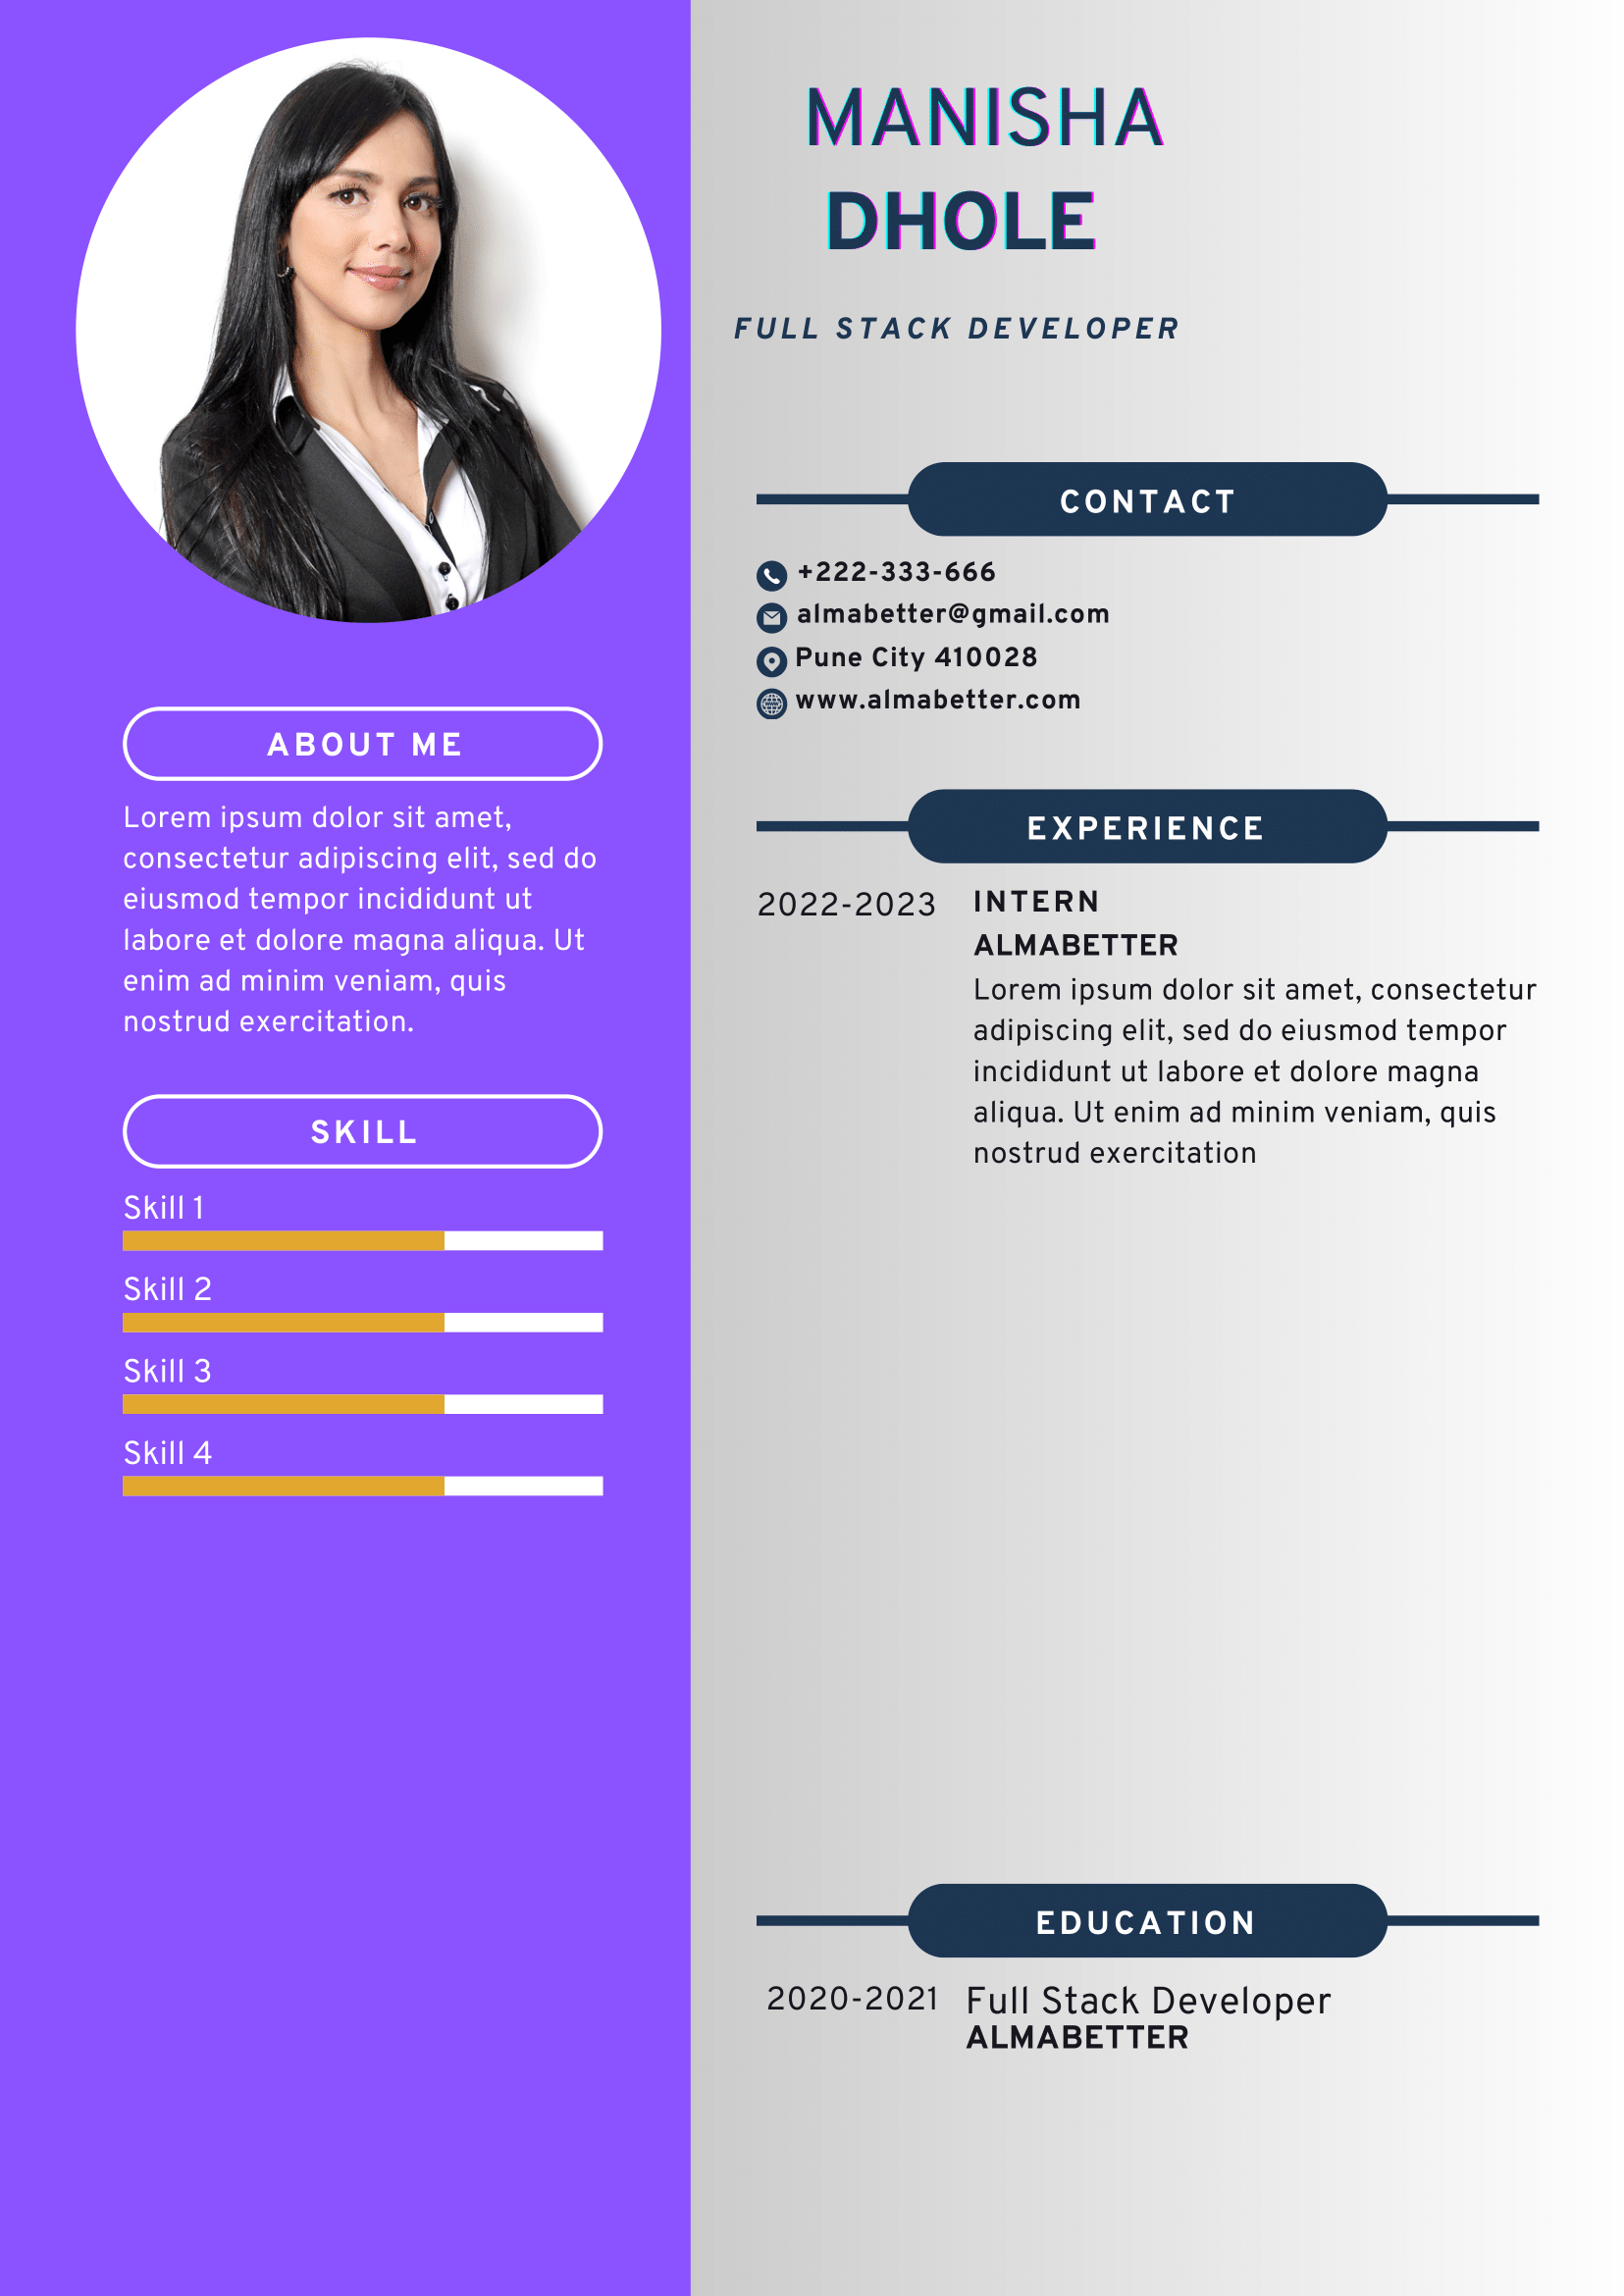 MANISHA
DHOLE
FULL STACK DEVELOPER
ABOUT ME
Lorem ipsum dolor sit amet,
consectetur adipiscing elit, sed do
eiusmod tempor incididunt ut
labore et dolore magna aliqua. Ut
enim ad minim veniam, quis
nostrud exercitation.
SKILL
Skill 1
Skill 2
Skill 3
Skill 4
CONTACT
+222-333-666
almabetter@gmail.com
Pune City 410028
www.almabetter.com
EXPERIENCE
2022-2023 INTERN
ALMABETTER
Lorem ipsum dolor sit amet, consectetur
adipiscing elit, sed do eiusmod tempor
incididunt ut labore et dolore magna
aliqua. Ut enim ad minim veniam, quis
nostrud exercitation
EDUCATION
2020-2021 Full Stack Developer
ALMABETTER